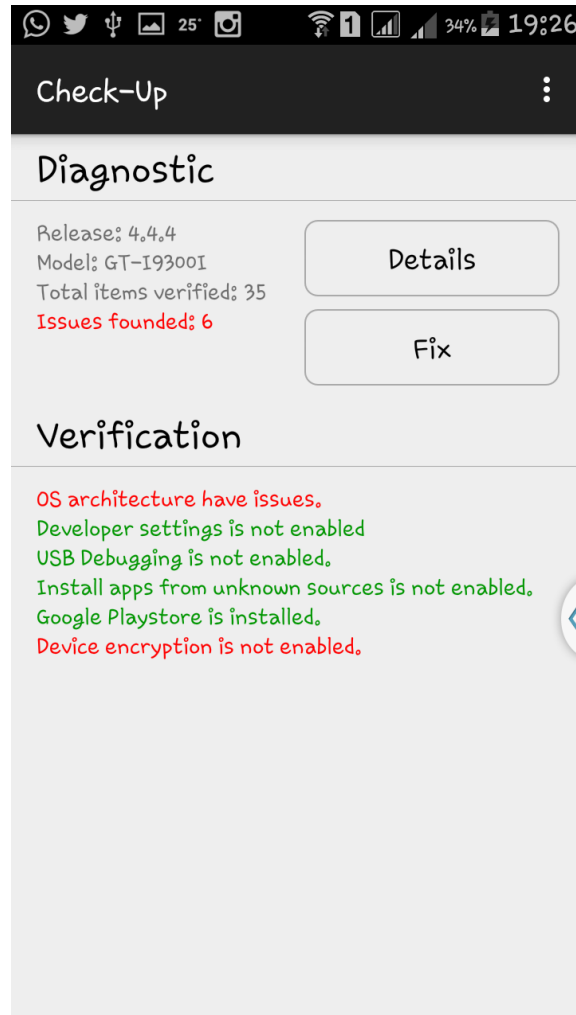 25°
1
34%
19:26
Check-Up
Diagnostic
Release: 4.4.4
Model: GT-I9300I
Total items verified: 35
Issues founded: 6
Details
Fix
Verification
OS architecture have issues.
Developer settings is not enabled
USB Debugging is not enabled.
Install apps from unknown sources is not enabled.
Google Playstore is installed.
Device encryption is not enabled.